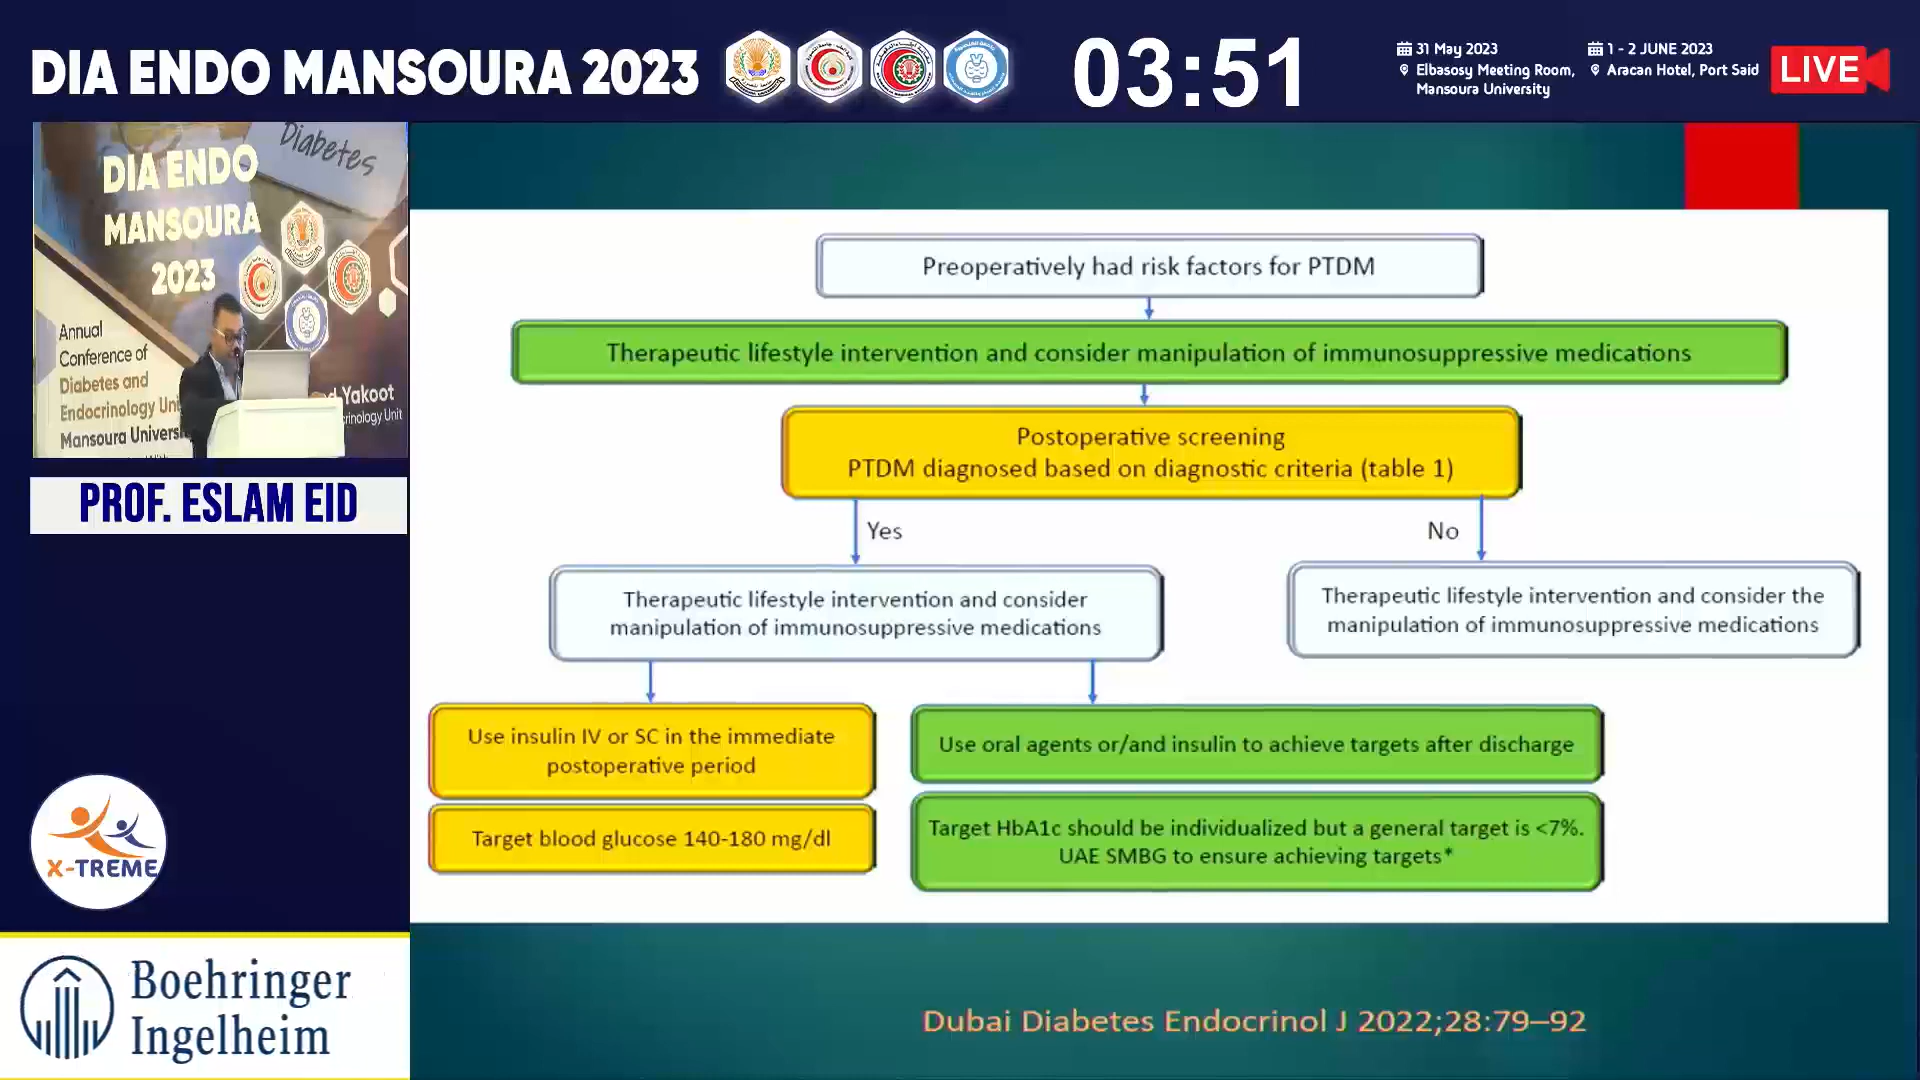 DIA ENDO MANSOURA 2023
03:51
31 May 2023
Elbasosy Meeting Room,
Mansoura University
1 - 2 JUNE 2023
Aracan Hotel, Port Said
LIVE
Diabetes
DIA ENDO
MANSOURA
2023
Annual
Conference of
Diabetes and
Endocrinology Uni
Mansoura Universi
d Yakoot
crinology Unit
PROF. ESLAM EID
X-TREME
Boehringer
Ingelheim
Preoperatively had risk factors for PTDM
Therapeutic lifestyle intervention and consider manipulation of immunosuppressive medications
Postoperative screening
PTDM diagnosed based on diagnostic criteria (table 1)
Yes
No
Therapeutic lifestyle intervention and consider
manipulation of immunosuppressive medications
Therapeutic lifestyle intervention and consider the
manipulation of immunosuppressive medications
Use insulin IV or SC in the immediate
postoperative period
Use oral agents or/and insulin to achieve targets after discharge
Target blood glucose 140-180 mg/dl
Target HbA1c should be individualized but a general target is <7%.
UAE SMBG to ensure achieving targets*
Dubai Diabetes Endocrinol J 2022;28:79–92